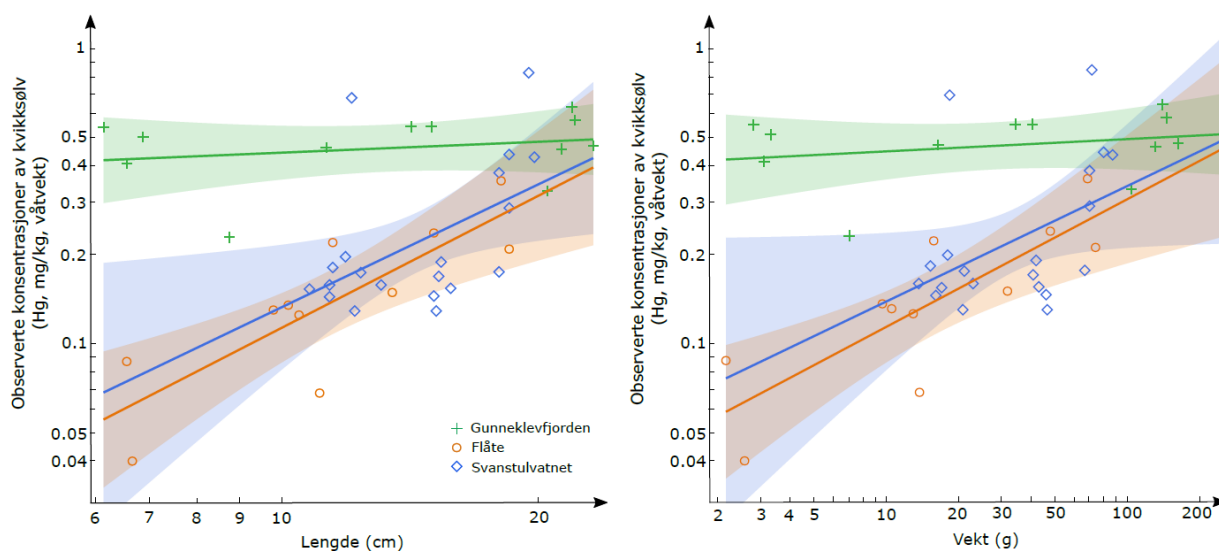 Observerte konsentrasjoner av kvikksølv
(Hg, mg/kg, våtvekt)
1
0.5
0.4
0.3
0.2
0.1
0.05
0.04
6 7 8 9 10 20
Lengde (cm)
Gunneklevfjorden
Flåte
Svanstulvatnet
Observerte konsentrasjoner av kvikksølv
(Hg, mg/kg, våtvekt)
1
0.5
0.4
0.3
0.2
0.1
0.05
0.04
2 3 4 5 10 20 50 100 200
Vekt (g)